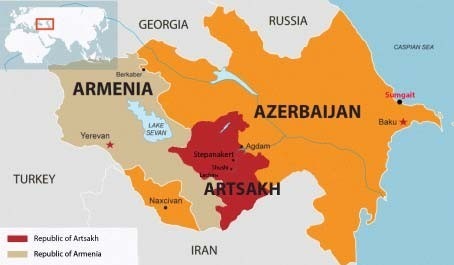 RUSSIA
GEORGIA
CASPIAN SEA
Berkaber
ARMENIA
Sumgait
AZERBAIJAN
Baku
LAKE
SEVAN
Yerevan
Agdam
Stepanakert
Shushi
Lachin
TURKEY
ARTSAKH
Naxcivan
Republic of Artsakh
IRAN
Republic of Armenia